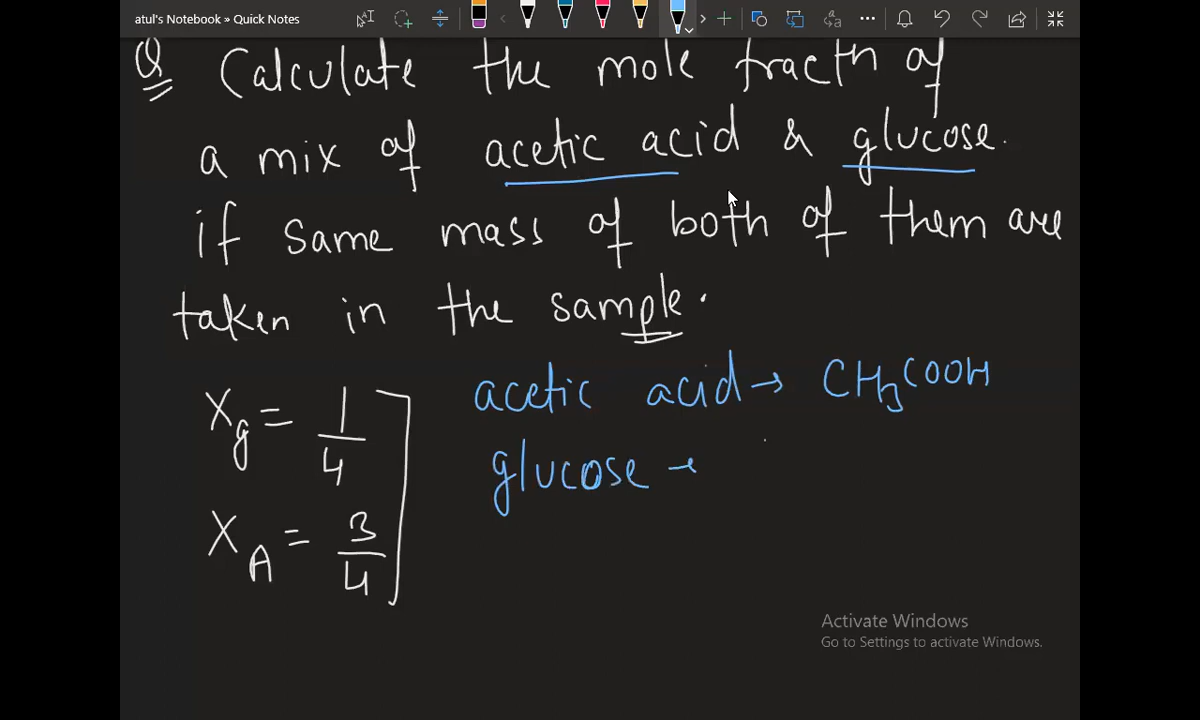 atul's Notebook » Quick Notes
Q Calculate the mole fractn of
a mix of acetic acid & glucose.
if same mass of both of them are
taken in the sample.
Xg = 1/4
XA = 3/4
acetic acid → CH3COOH
glucose →
Activate Windows
Go to Settings to activate Windows.